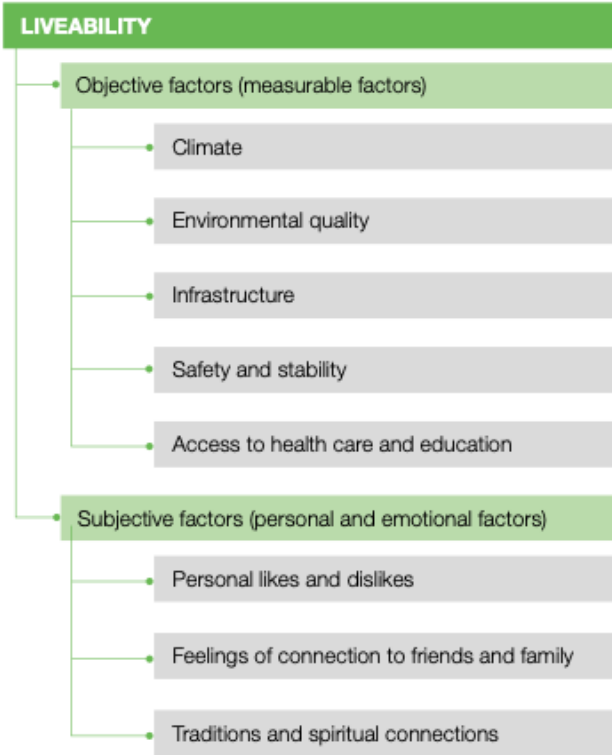 LIVEABILITY
Objective factors (measurable factors)
Climate
Environmental quality
Infrastructure
Safety and stability
Access to health care and education
Subjective factors (personal and emotional factors)
Personal likes and dislikes
Feelings of connection to friends and family
Traditions and spiritual connections